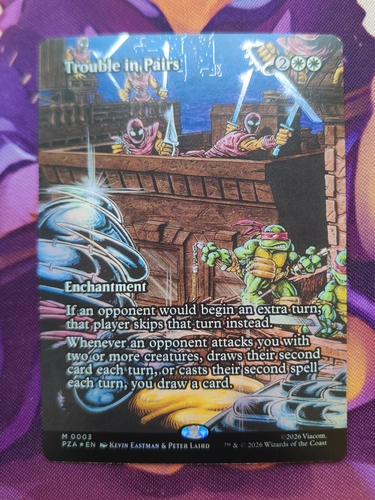 Trouble in Pairs 2
Enchantment
If an opponent would begin an extra turn,
that player skips that turn instead.
Whenever an opponent attacks you with
two or more creatures, draws their second
card each turn, or casts their second spell
each turn, you draw a card.
M 0003 ©2026 Viacom.
PZA★EN Kevin Eastman & Peter Laird ™ & © 2026 Wizards of the Coast